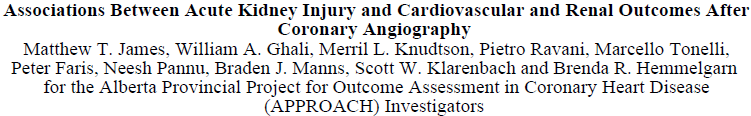 Associations Between Acute Kidney Injury and Cardiovascular and Renal Outcomes After
Coronary Angiography
Matthew T. James, William A. Ghali, Merril L. Knudtson, Pietro Ravani, Marcello Tonelli,
Peter Faris, Neesh Pannu, Braden J. Manns, Scott W. Klarenbach and Brenda R. Hemmelgarn
for the Alberta Provincial Project for Outcome Assessment in Coronary Heart Disease
(APPROACH) Investigators